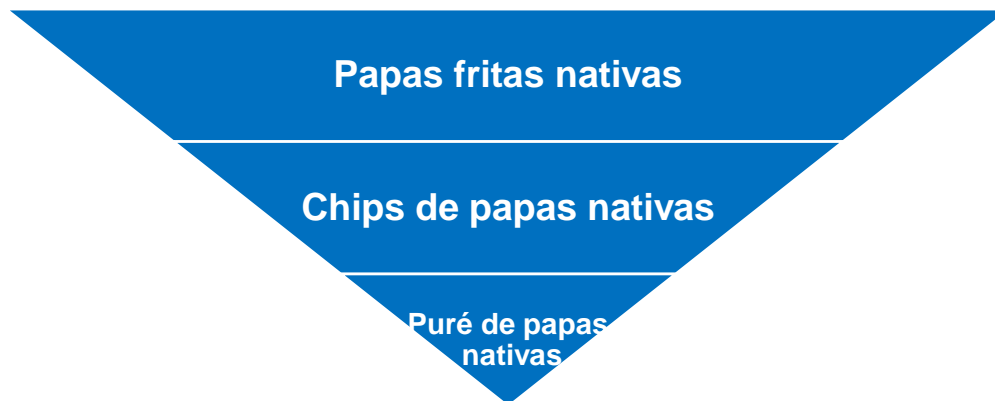 Papas fritas nativas
Chips de papas nativas
Puré de papas
nativas